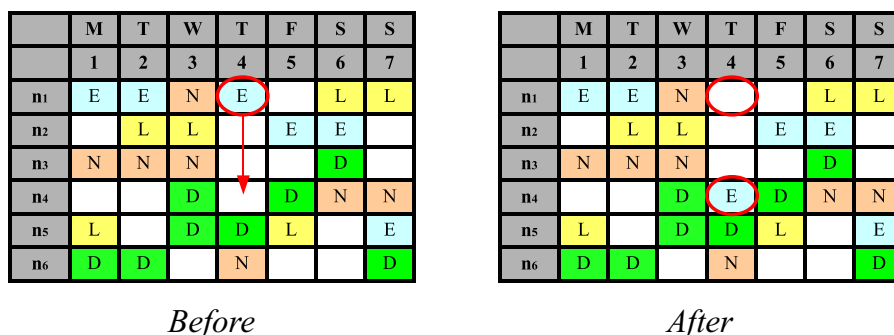 M T W T F S S
1 2 3 4 5 6 7
n1 E E N E L L
n2 L L E E
n3 N N N D
n4 D D N N
n5 L D D L E
n6 D D N D
Before
M T W T F S S
1 2 3 4 5 6 7
n1 E E N L L
n2 L L E E
n3 N N N D
n4 D E D N N
n5 L D D L E
n6 D D N D
After